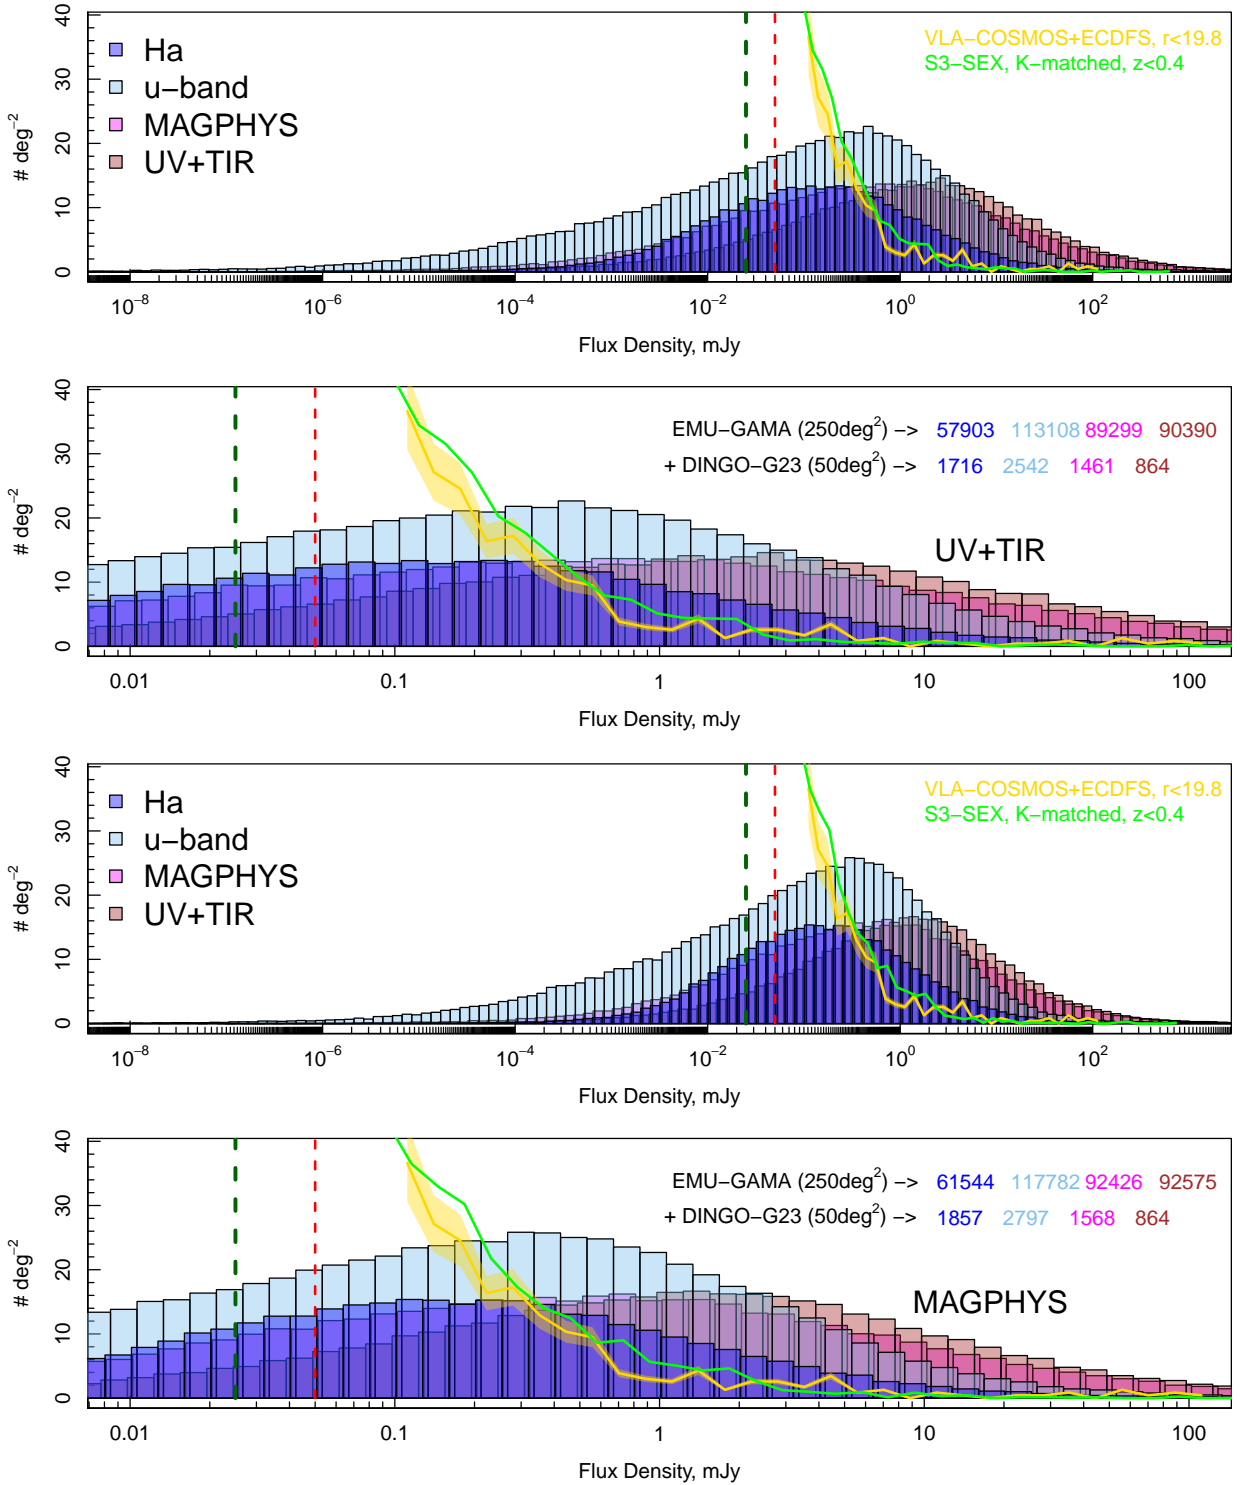 # deg−2
0 10 20 30 40
Ha
u−band
MAGPHYS
UV+TIR
VLA−COSMOS+ECDFS, r<19.8
S3−SEX, K−matched, z<0.4
10−8 10−6 10−4 10−2 100 102
Flux Density, mJy
# deg−2
0 10 20 30 40
EMU−GAMA (250deg2) −> 57903 113108 89299 90390
+ DINGO−G23 (50deg2) −> 1716 2542 1461 864
UV+TIR
0.01 0.1 1 10 100
Flux Density, mJy
# deg−2
0 10 20 30 40
Ha
u−band
MAGPHYS
UV+TIR
VLA−COSMOS+ECDFS, r<19.8
S3−SEX, K−matched, z<0.4
10−8 10−6 10−4 10−2 100 102
Flux Density, mJy
# deg−2
0 10 20 30 40
EMU−GAMA (250deg2) −> 61544 117782 92426 92575
+ DINGO−G23 (50deg2) −> 1857 2797 1568 864
MAGPHYS
0.01 0.1 1 10 100
Flux Density, mJy